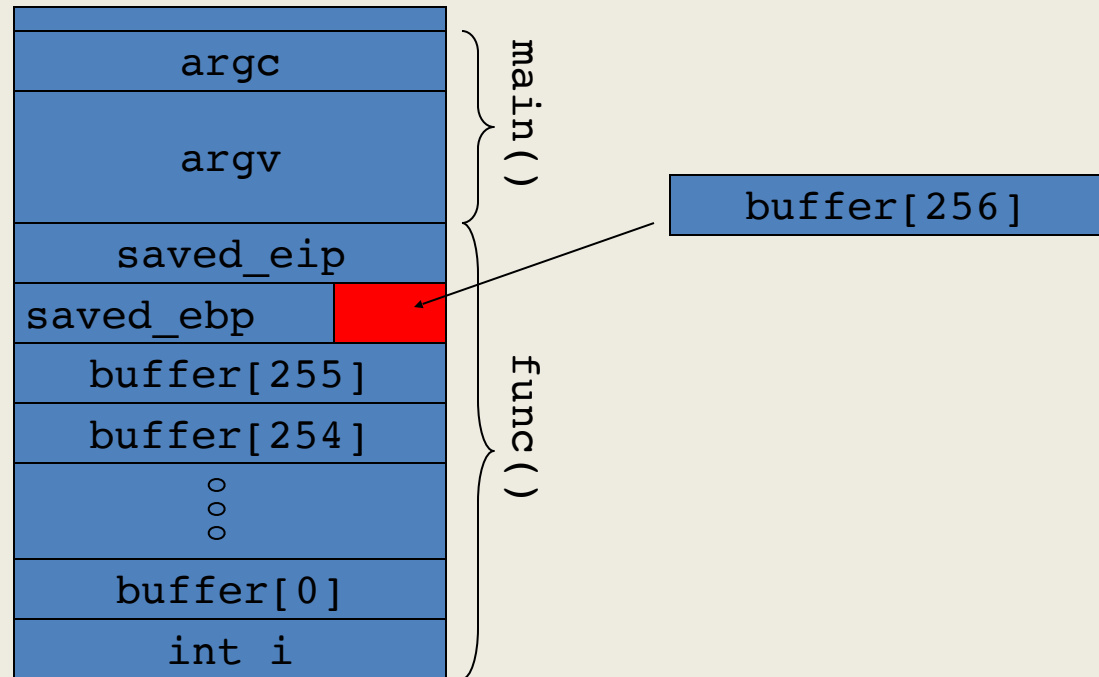 argc
argv
saved_eip
saved_ebp
buffer[255]
buffer[254]
buffer[0]
int i
main()
func()
buffer[256]